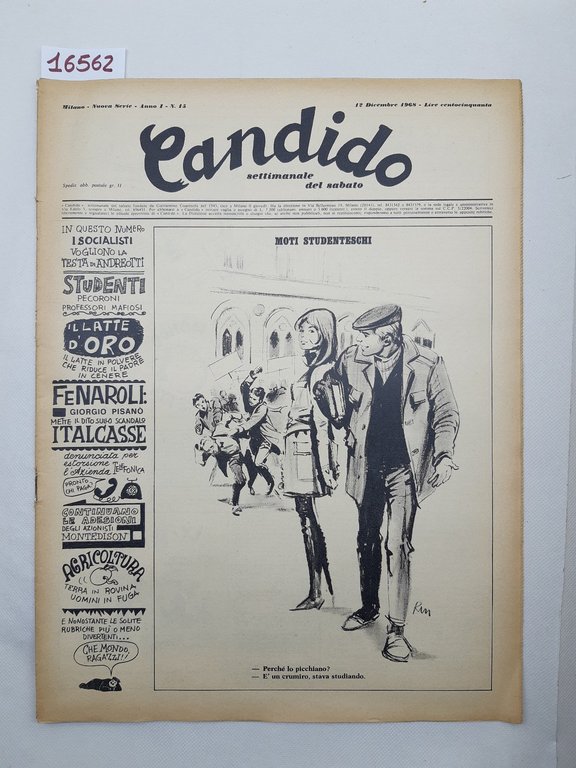 16562
Milano - Nuova Serie - Anno I - N. 15
12 Dicembre 1968 - Lire centocinquanta
Candido
settimanale
del sabato
Spediz. abb. postale gr. II
MOTI STUDENTESCHI
IN QUESTO NUMERO
I SOCIALISTI
VOGLIONO LA
TESTA DI ANDREOTTI
STUDENTI
PECORONI
PROFESSORI MAFIOSI
IL LATTE
D'ORO
IL LATTE IN POLVERE
CHE RIDUCE IL PADRE
IN CENERE
FENAROLI:
GIORGIO PISANÒ
METTE IL DITO SULLO SCANDALO
ITALCASSE
denunciata per
estorsione
l'Azienda TELEFONICA
PRONTO
CHI PAGA?
CONTINUANO
LE ADESIONI
DEGLI AZIONISTI
MONTEDISON
AGRICOLTURA
TERRA IN ROVINA
UOMINI IN FUGA
E NONOSTANTE LE SOLITE
RUBRICHE PIÙ O MENO
DIVERTENTI...
CHE MONDO,
RAGAZZI!!
— Perché lo picchiano?
— E' un crumiro, stava studiando.